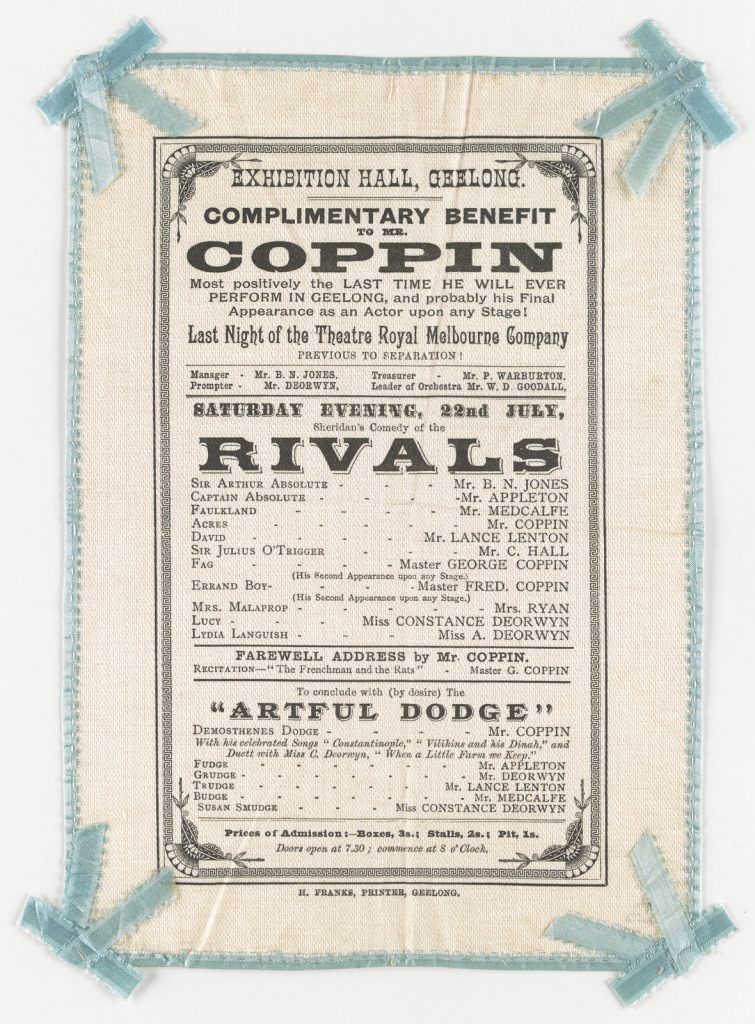 EXHIBITION HALL, GEELONG.
COMPLIMENTARY BENEFIT
TO MR.
COPPIN
Most positively the LAST TIME HE WILL EVER
PERFORM IN GEELONG, and probably his Final
Appearance as an Actor upon any Stage!
Last Night of the Theatre Royal Melbourne Company
PREVIOUS TO SEPARATION!
Manager - Mr. B. N. JONES. Treasurer - Mr. P. WARBURTON.
Prompter - Mr. DEORWYN, Leader of Orchestra Mr. W. D. GOODALL,
SATURDAY EVENING, 22nd JULY,
Sheridan's Comedy of the
RIVALS
SIR ARTHUR ABSOLUTE - - - Mr. B. N. JONES
CAPTAIN ABSOLUTE - - - -Mr. APPLETON
FAULKLAND - - - - Mr. MEDCALFE
ACRES - - - - - Mr. COPPIN
DAVID - - - - Mr. LANCE LENTON
SIR JULIUS O'TRIGGER - - - Mr. C. HALL
FAG - - - - Master GEORGE COPPIN
(His Second Appearance upon any Stage.)
ERRAND BOY- - - - Master FRED. COPPIN
(His Second Appearance upon any Stage.)
MRS. MALAPROP - - - - - Mrs. RYAN
LUCY - - - - Miss CONSTANCE DEORWYN
LYDIA LANGUISH - - - - Miss A. DEORWYN
FAREWELL ADDRESS by Mr. COPPIN.
RECITATION—"The Frenchman and the Rats" - Master G. COPPIN
To conclude with (by desire) The
"ARTFUL DODGE"
DEMOSTHENES DODGE - - - - - Mr. COPPIN
With his celebrated Songs "Constantinople," "Vilikins and his Dinah," and
Duett with Miss C. Deorwyn, "When a Little Farm we Keep."
FUDGE - - - - - - Mr. APPLETON
GRUDGE - - - - - - Mr. DEORWYN
TRUDGE - - - - - Mr. LANCE LENTON
BUDGE - - - - - - Mr. MEDCALFE
SUSAN SMUDGE - - - Miss CONSTANCE DEORWYN
Prices of Admission:—Boxes, 3s.; Stalls, 2s.; Pit, 1s.
Doors open at 7.30; commence at 8 o'Clock.
H. FRANKS, PRINTER, GEELONG.